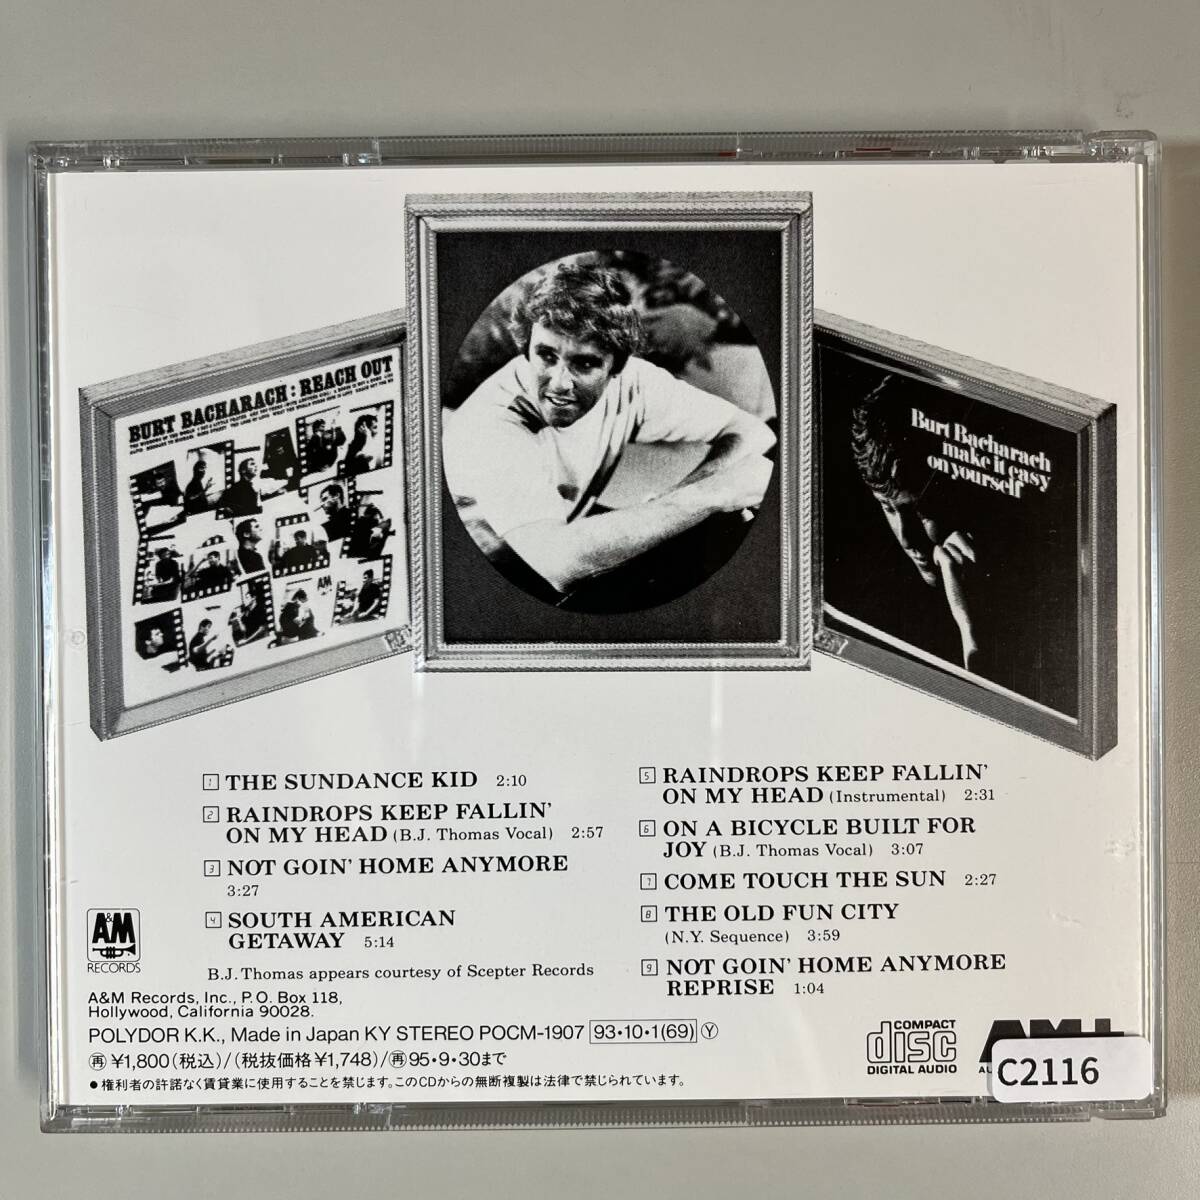 BURT BACHARACH : REACH OUT
A&M
Burt Bacharach
make it easy
on yourself
1 THE SUNDANCE KID 2:10
2 RAINDROPS KEEP FALLIN'
ON MY HEAD (B.J. Thomas Vocal) 2:57
3 NOT GOIN' HOME ANYMORE
3:27
4 SOUTH AMERICAN
GETAWAY 5:14
B.J. Thomas appears courtesy of Scepter Records
5 RAINDROPS KEEP FALLIN'
ON MY HEAD (Instrumental) 2:31
6 ON A BICYCLE BUILT FOR
JOY (B.J. Thomas Vocal) 3:07
7 COME TOUCH THE SUN 2:27
8 THE OLD FUN CITY
(N.Y. Sequence) 3:59
9 NOT GOIN' HOME ANYMORE
REPRISE 1:04
A&M
RECORDS
A&M Records, Inc., P.O. Box 118,
Hollywood, California 90028.
POLYDOR K.K., Made in Japan KY STEREO POCM-1907 93・10・1(69) Ⓨ
㊢¥1,800(税込)/(税抜価格¥1,748)/㊢95・9・30まで
●権利者の許諾なく賃貸業に使用することを禁じます。このCDからの無断複製は法律で禁じられています。
COMPACT
disc
DIGITAL AUDIO
C2116